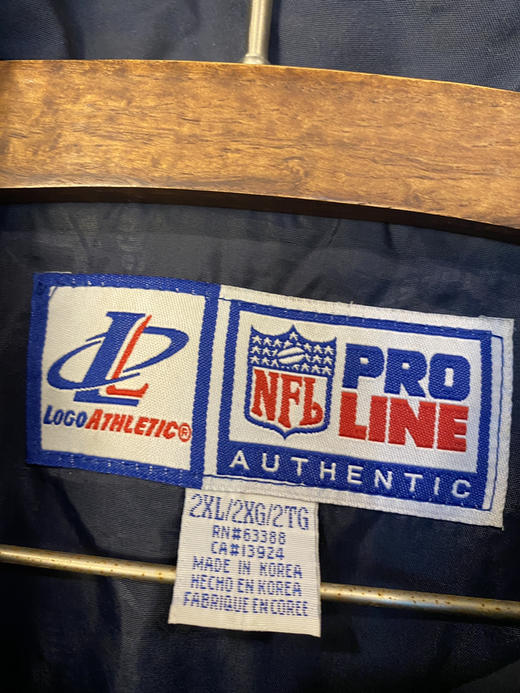 LOGOATHLETIC®
NFL
PRO
LINE
AUTHENTIC
2XL/2XG/2TG
RN#63388
CA#13924
MADE IN KOREA
HECHO EN KOREA
FABRIQUE EN COREE